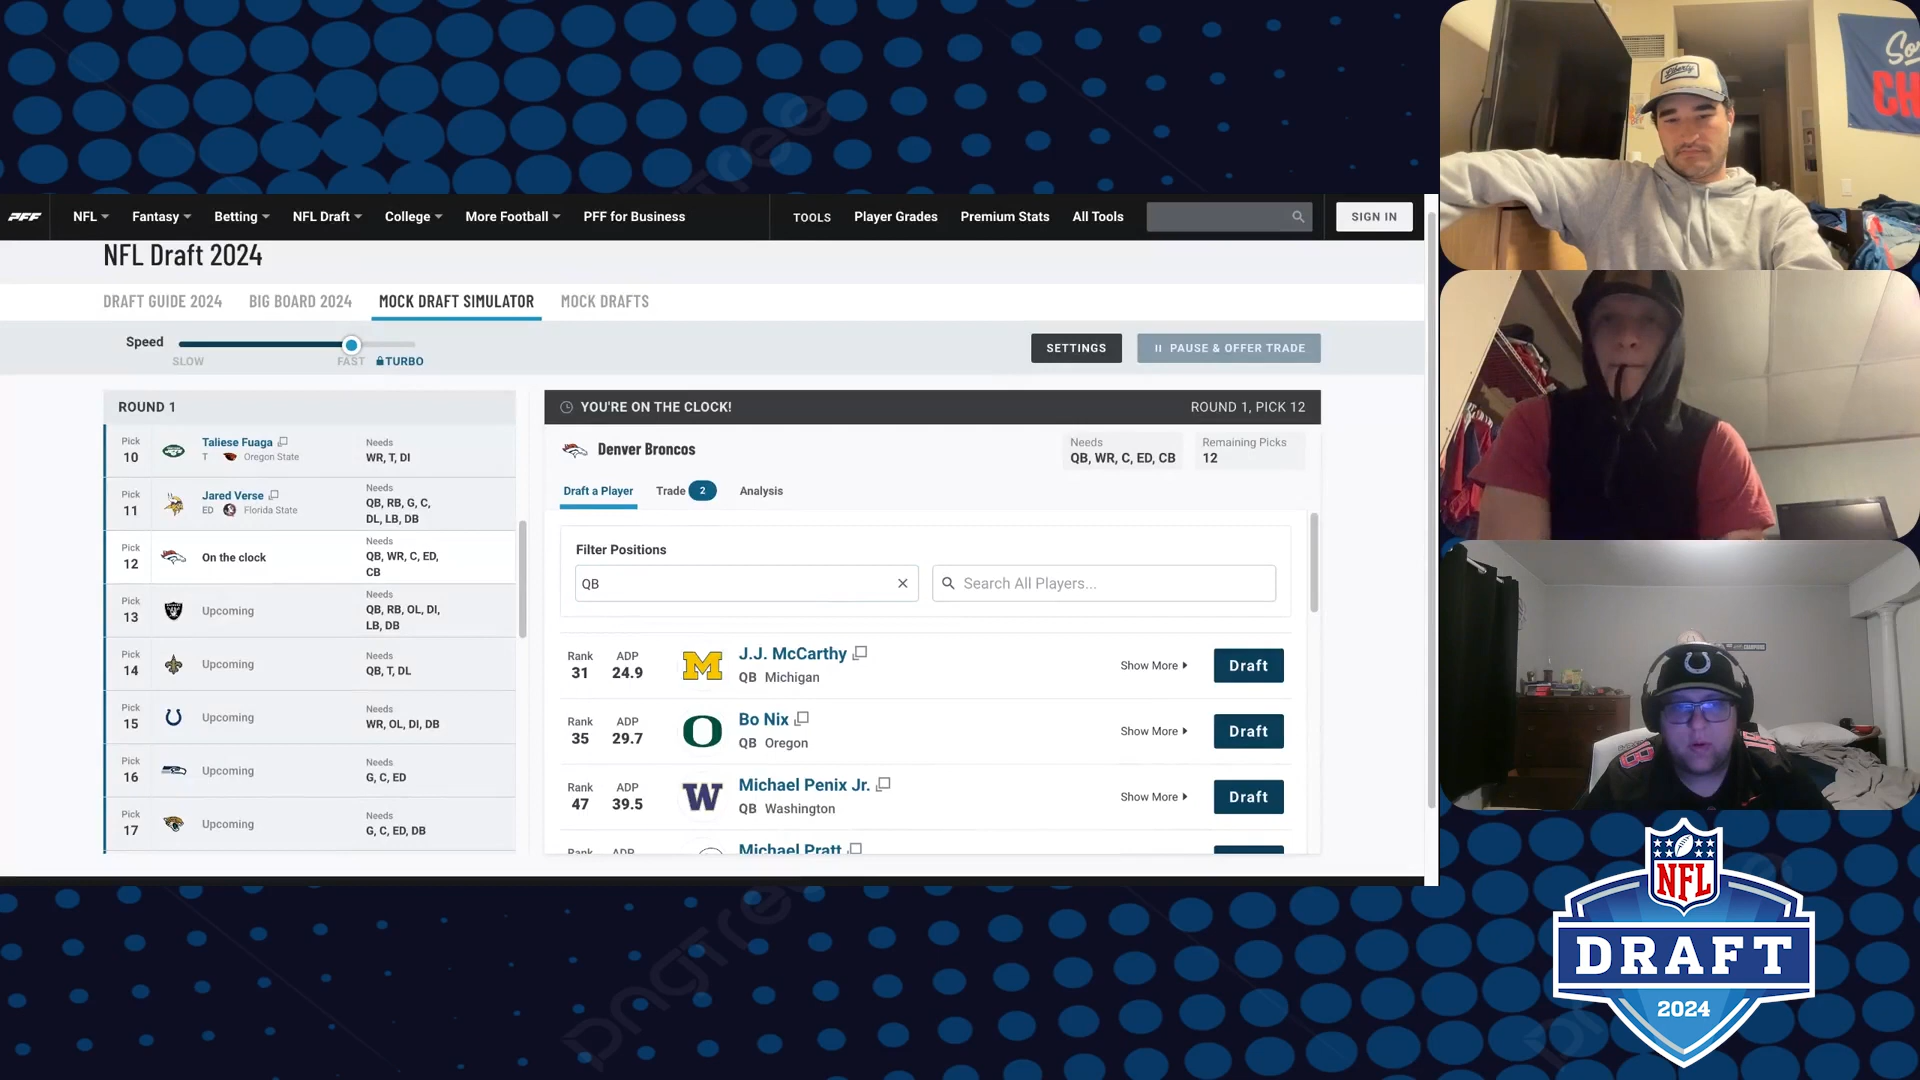 PFF
NFL
Fantasy
Betting
NFL Draft
College
More Football
PFF for Business
TOOLS
Player Grades
Premium Stats
All Tools
SIGN IN
NFL Draft 2024
DRAFT GUIDE 2024
BIG BOARD 2024
MOCK DRAFT SIMULATOR
MOCK DRAFTS
Speed
SLOW
FAST
TURBO
SETTINGS
PAUSE & OFFER TRADE
ROUND 1
Pick
10
Taliese Fuaga
T Oregon State
Needs
WR, T, DI
Pick
11
Jared Verse
ED Florida State
Needs
QB, RB, G, C,
DL, LB, DB
Pick
12
On the clock
Needs
QB, WR, C, ED,
CB
Pick
13
Upcoming
Needs
QB, RB, OL, DI,
LB, DB
Pick
14
Upcoming
Needs
QB, T, DL
Pick
15
Upcoming
Needs
WR, OL, DI, DB
Pick
16
Upcoming
Needs
G, C, ED
Pick
17
Upcoming
Needs
G, C, ED, DB
YOU'RE ON THE CLOCK!
ROUND 1, PICK 12
Denver Broncos
Needs
QB, WR, C, ED, CB
Remaining Picks
12
Draft a Player
Trade 2
Analysis
Filter Positions
QB
Search All Players...
Rank
31
ADP
24.9
J.J. McCarthy
QB Michigan
Show More
Draft
Rank
35
ADP
29.7
Bo Nix
QB Oregon
Show More
Draft
Rank
47
ADP
39.5
Michael Penix Jr.
QB Washington
Show More
Draft
Rank
ADP
Michael Pratt
Liberty
NFL
DRAFT
2024
pngtree